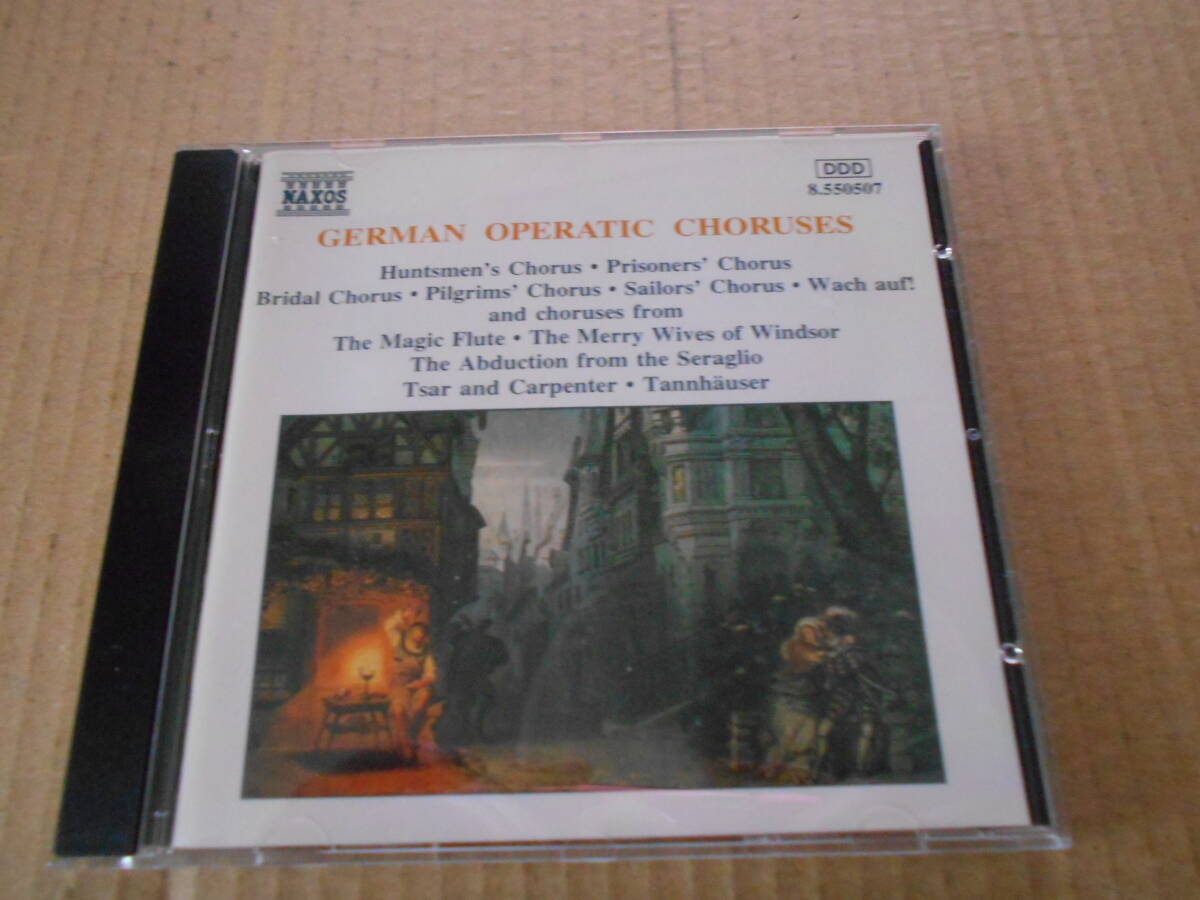 NAXOS
DDD
8.550507
GERMAN OPERATIC CHORUSES
Huntsmen's Chorus • Prisoners' Chorus
Bridal Chorus • Pilgrims' Chorus • Sailors' Chorus • Wach auf!
and choruses from
The Magic Flute • The Merry Wives of Windsor
The Abduction from the Seraglio
Tsar and Carpenter • Tannhäuser